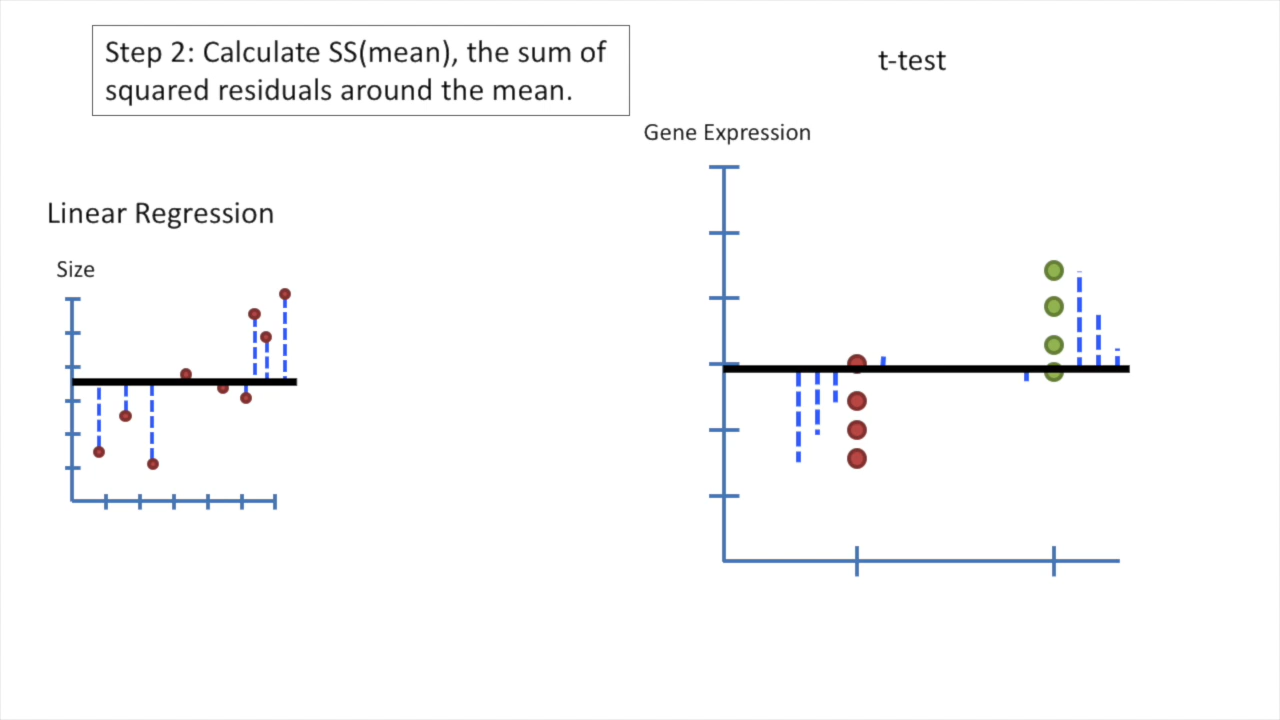 Step 2: Calculate SS(mean), the sum of
squared residuals around the mean.
t-test
Gene Expression
Linear Regression
Size